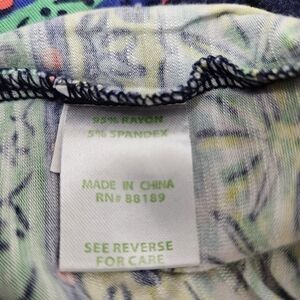 95% RAYON
5% SPANDEX
MADE IN CHINA
RN# 88189
SEE REVERSE
FOR CARE